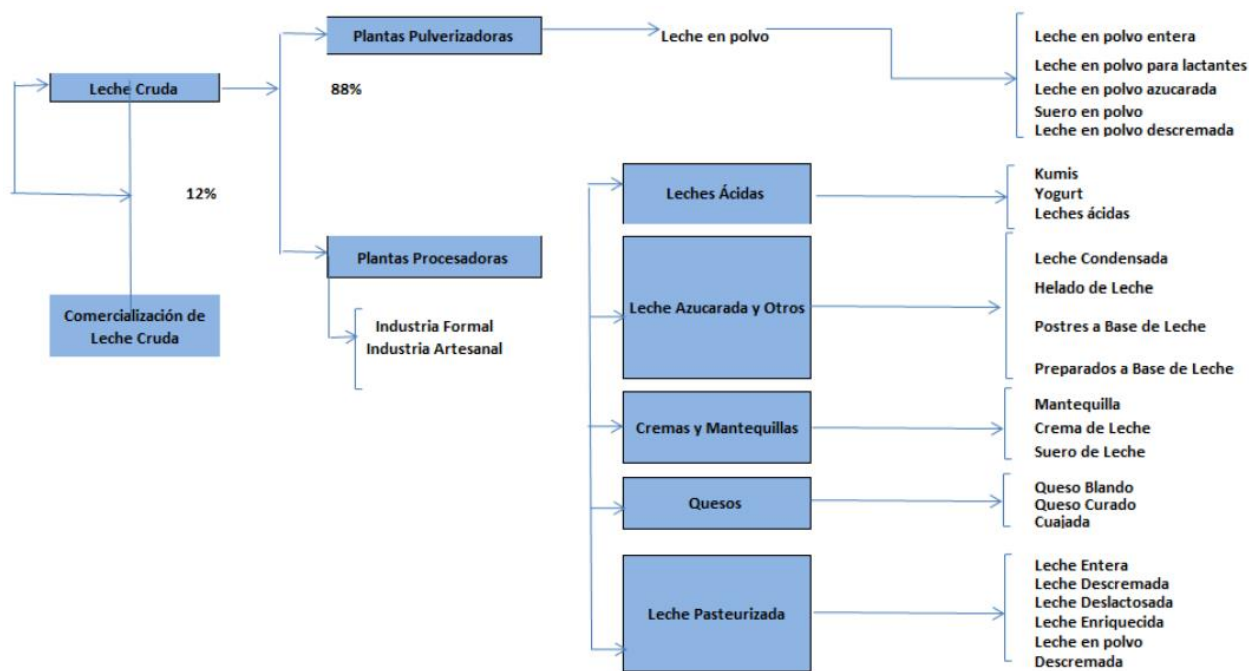 Plantas Pulverizadoras
Leche en polvo
Leche en polvo entera
Leche en polvo para lactantes
Leche en polvo azucarada
Suero en polvo
Leche en polvo descremada
Leche Cruda
88%
12%
Comercialización de
Leche Cruda
Plantas Procesadoras
Industria Formal
Industria Artesanal
Leches Ácidas
Kumis
Yogurt
Leches ácidas
Leche Azucarada y Otros
Leche Condensada
Helado de Leche
Postres a Base de Leche
Preparados a Base de Leche
Cremas y Mantequillas
Mantequilla
Crema de Leche
Suero de Leche
Quesos
Queso Blando
Queso Curado
Cuajada
Leche Pasteurizada
Leche Entera
Leche Descremada
Leche Deslactosada
Leche Enriquecida
Leche en polvo
Descremada